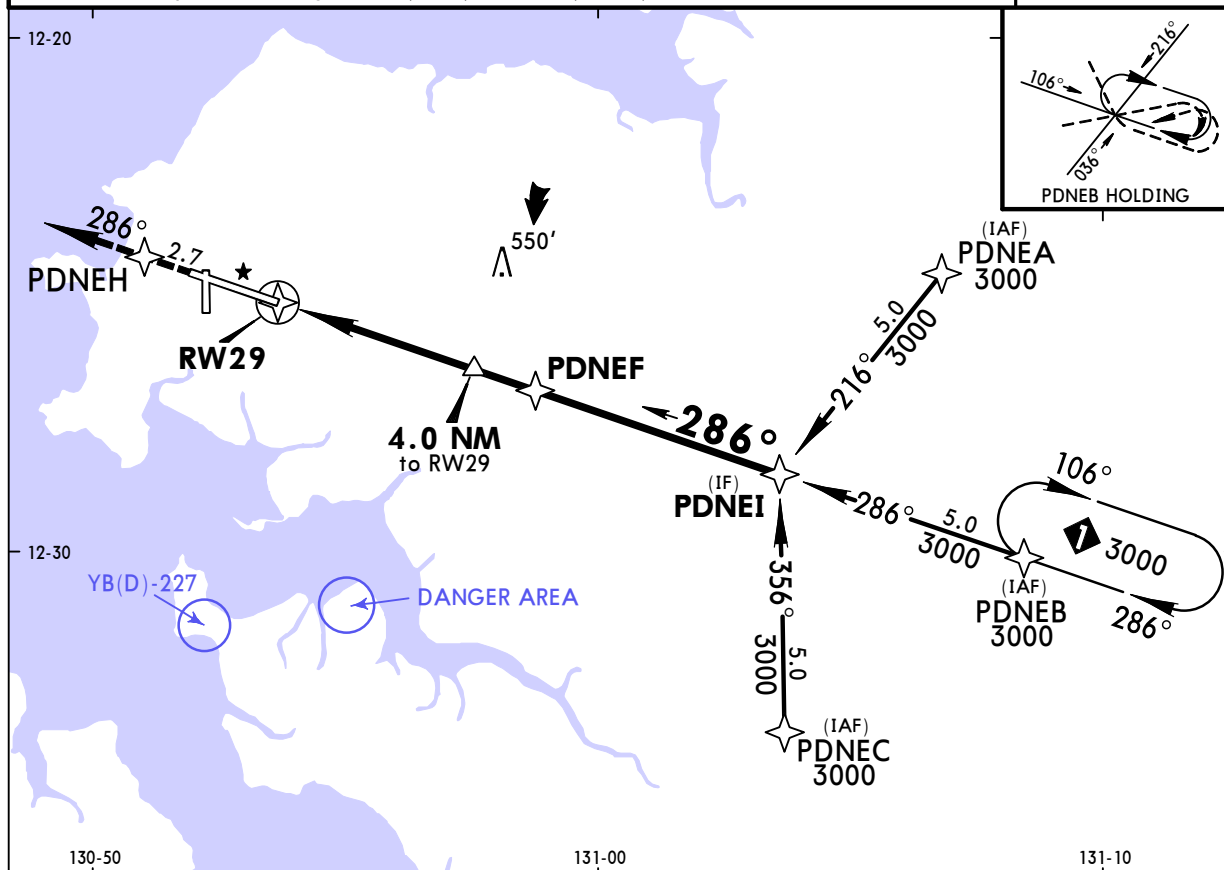 12-20
216°
106°
036°
PDNEB HOLDING
286°
2.7
PDNEH
RW29
550'
(IAF)
PDNEA
3000
5.0
3000
216°
PDNEF
4.0 NM
to RW29
286°
(IF)
PDNEI
286°
5.0
3000
106°
1
3000
(IAF)
PDNEB
3000
286°
12-30
YB(D)-227
DANGER AREA
356°
5.0
3000
(IAF)
PDNEC
3000
130-50
131-00
131-10